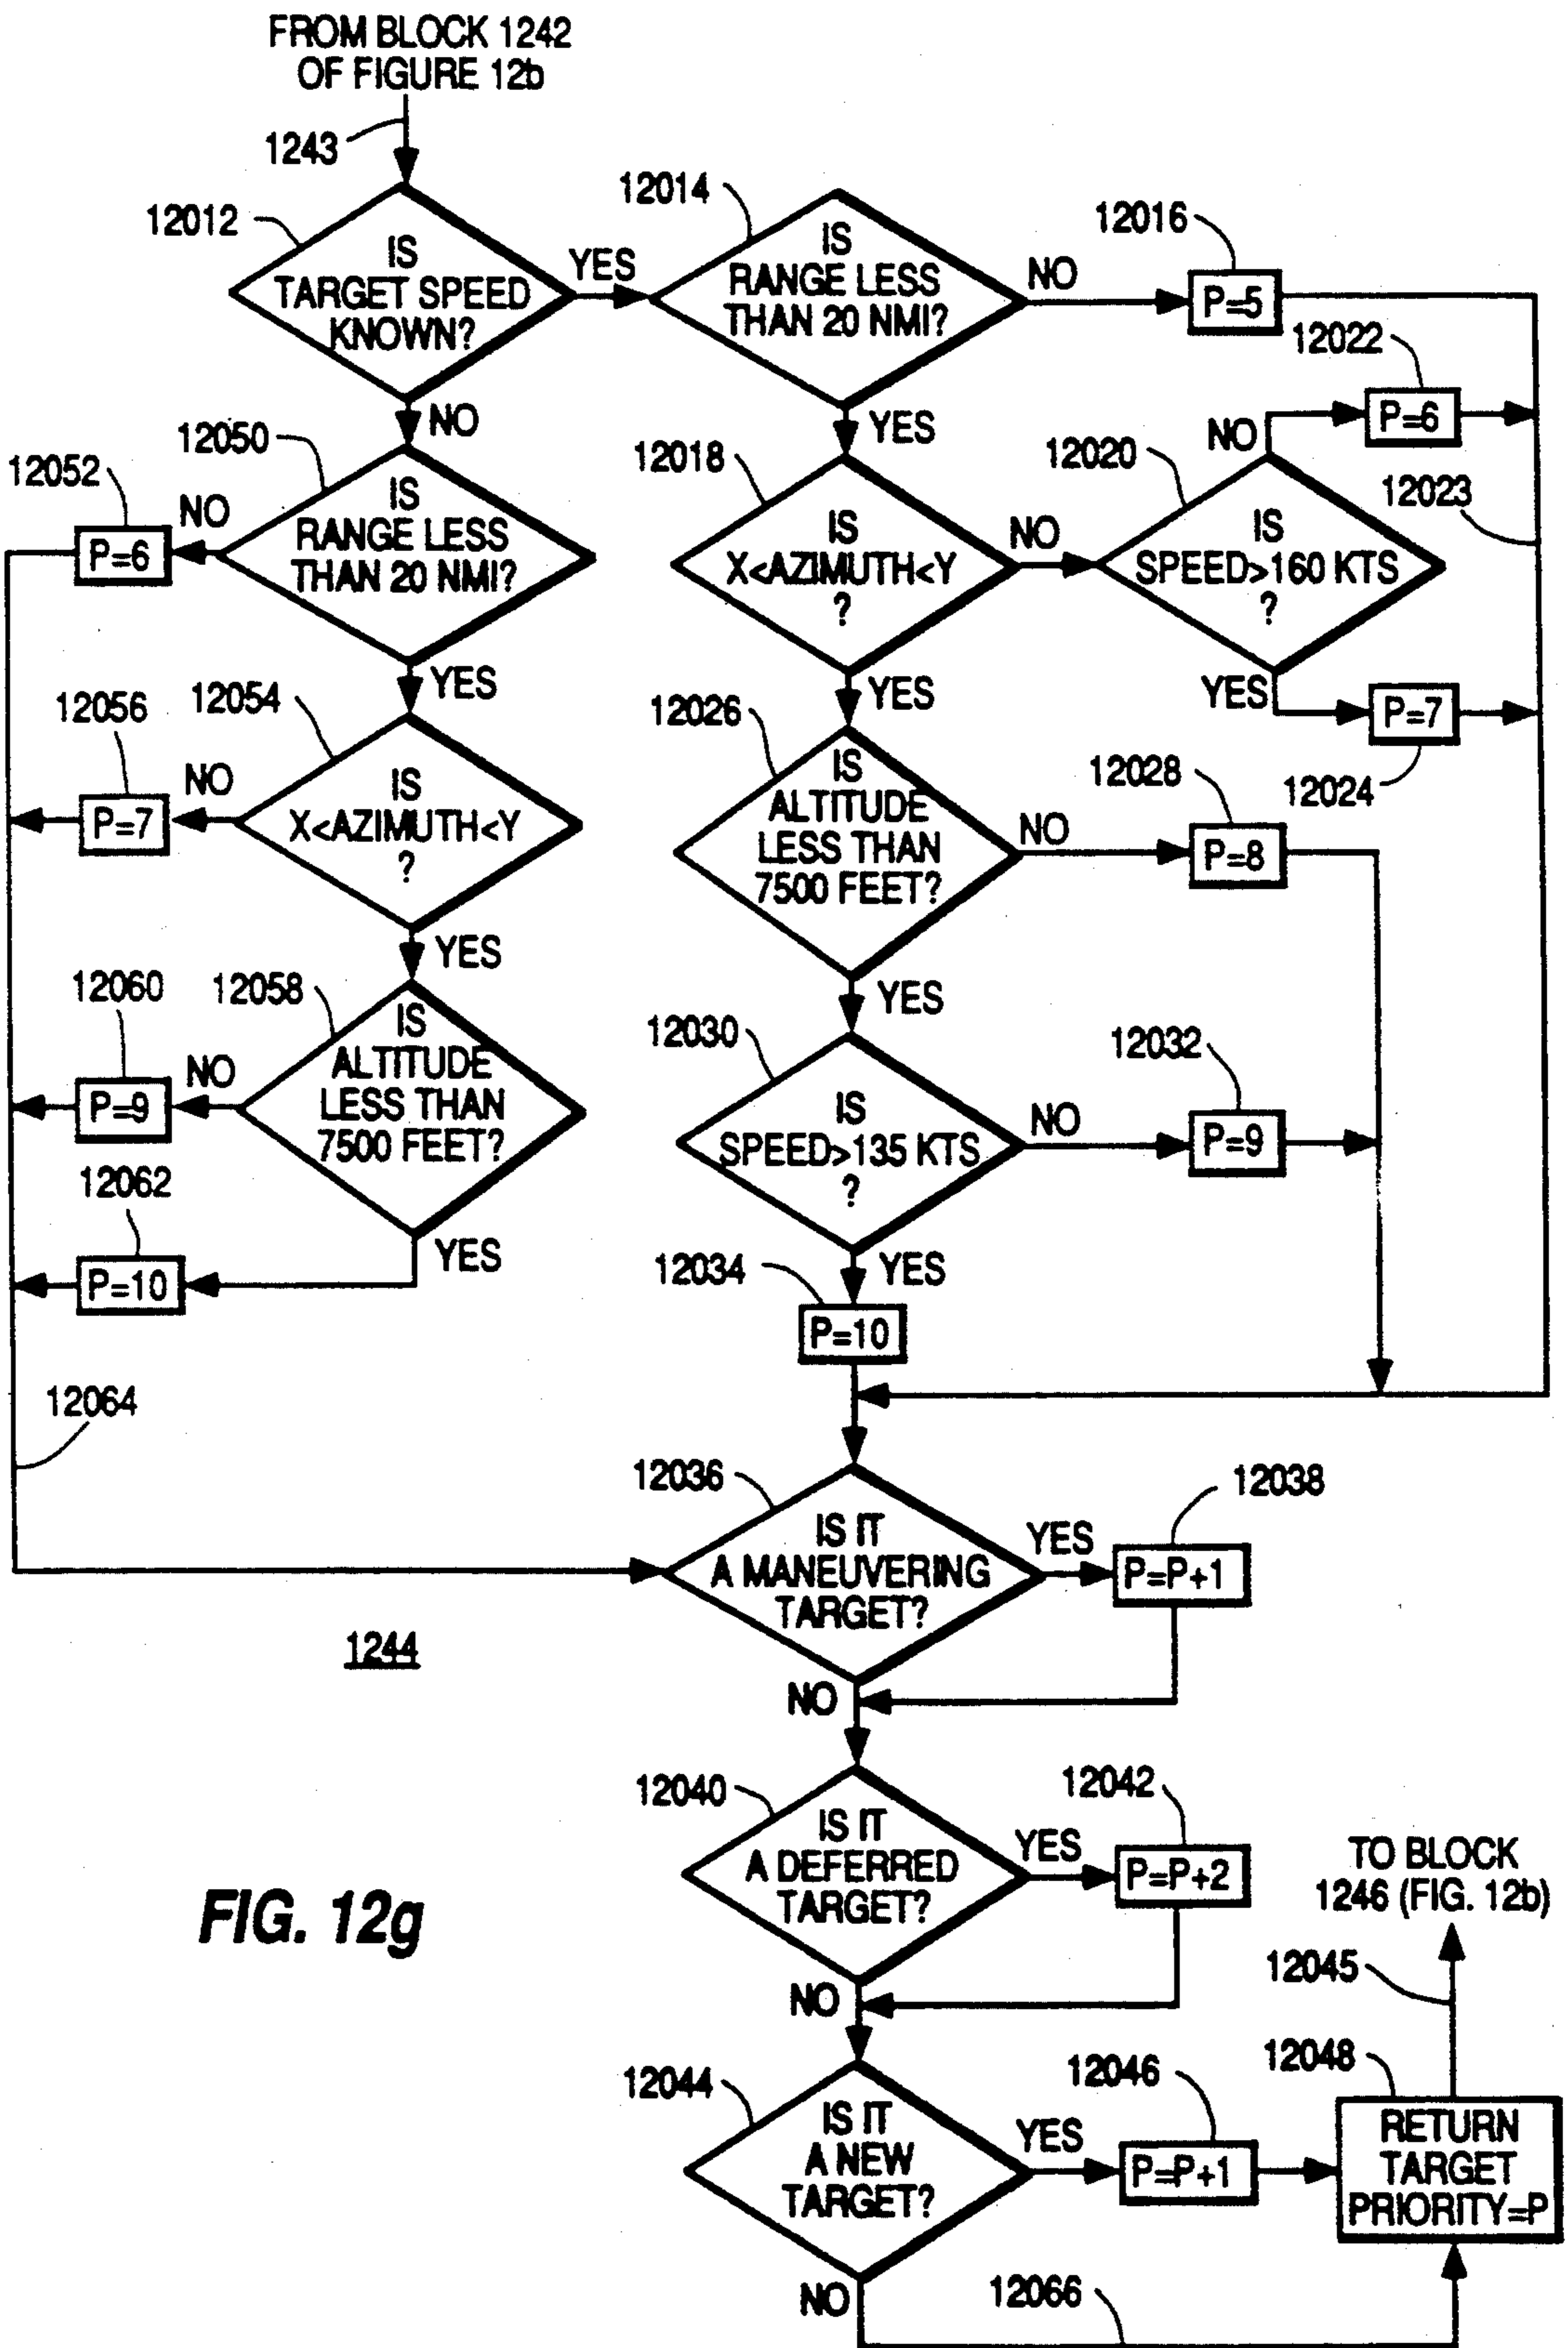 FROM BLOCK 1242
OF FIGURE 12b
1243
12012
IS
TARGET SPEED
KNOWN?
YES
12014
IS
RANGE LESS
THAN 20 NMI?
NO
12016
P=5
12022
P=6
NO
YES
12050
12052
NO
P=6
IS
RANGE LESS
THAN 20 NMI?
12018
IS
X<AZIMUTH<Y
?
NO
12020
NO
IS
SPEED>160 KTS
?
12023
YES
12056
12054
NO
P=7
IS
X<AZIMUTH<Y
?
YES
YES
P=7
12024
12026
IS
ALTITUDE
LESS THAN
7500 FEET?
NO
12028
P=8
YES
12060
12058
NO
P=9
IS
ALTITUDE
LESS THAN
7500 FEET?
YES
12030
IS
SPEED>135 KTS
?
NO
12032
P=9
12062
P=10
YES
12034
YES
P=10
12064
12036
IS IT
A MANEUVERING
TARGET?
YES
12038
P=P+1
1244
NO
12040
IS IT
A DEFERRED
TARGET?
YES
12042
P=P+2
TO BLOCK
1246 (FIG. 12b)
FIG. 12g
NO
12045
12044
IS IT
A NEW
TARGET?
YES
12046
P=P+1
12048
RETURN
TARGET
PRIORITY=P
NO
12066